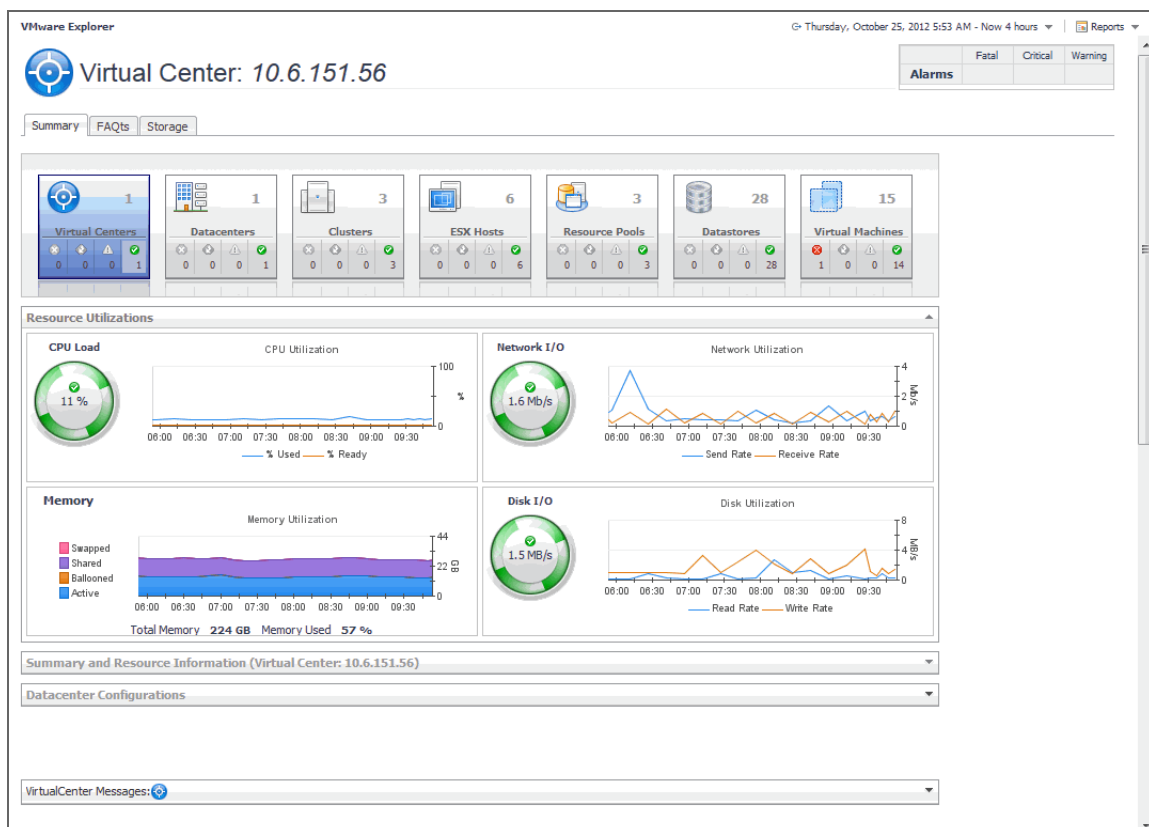 VMware Explorer
Thursday, October 25, 2012 5:53 AM - Now 4 hours
Reports
Virtual Center: 10.6.151.56
Fatal Critical Warning
Alarms
Summary FAQts Storage
1 1 3 6 3 28 15
Virtual Centers Datacenters Clusters ESX Hosts Resource Pools Datastores Virtual Machines
0 0 0 1 0 0 0 1 0 0 0 3 0 0 0 6 0 0 0 3 0 0 0 28 1 0 0 14
Resource Utilizations
CPU Load
CPU Utilization
11 %
100
%
0
06:00 06:30 07:00 07:30 08:00 08:30 09:00 09:30
% Used % Ready
Network I/O
Network Utilization
1.6 Mb/s
4
2
0
Mb/s
06:00 06:30 07:00 07:30 08:00 08:30 09:00 09:30
Send Rate Receive Rate
Memory
Memory Utilization
Swapped
Shared
Ballooned
Active
44
22
0
GB
06:00 06:30 07:00 07:30 08:00 08:30 09:00 09:30
Total Memory 224 GB Memory Used 57 %
Disk I/O
Disk Utilization
1.5 MB/s
8
4
0
MB/s
06:00 06:30 07:00 07:30 08:00 08:30 09:00 09:30
Read Rate Write Rate
Summary and Resource Information (Virtual Center: 10.6.151.56)
Datacenter Configurations
VirtualCenter Messages: